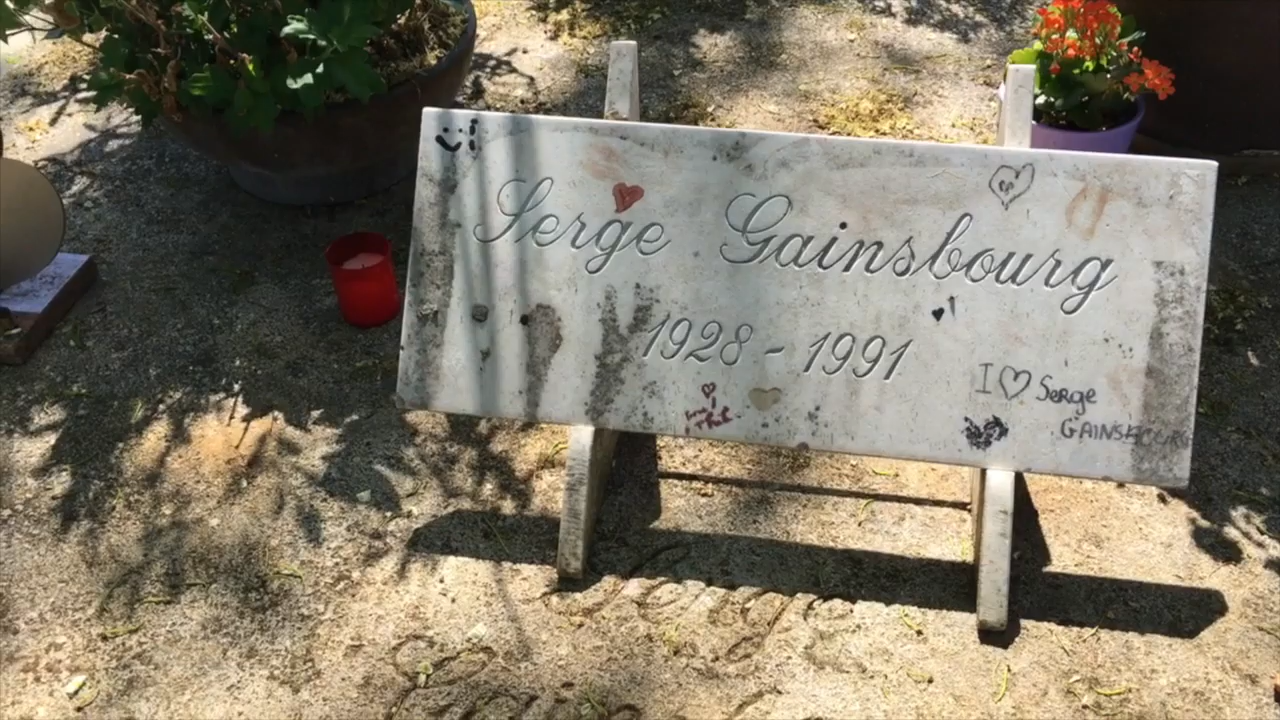 Serge Gainsbourg
1928 - 1991
I ♡ Serge
GAINSBOURG